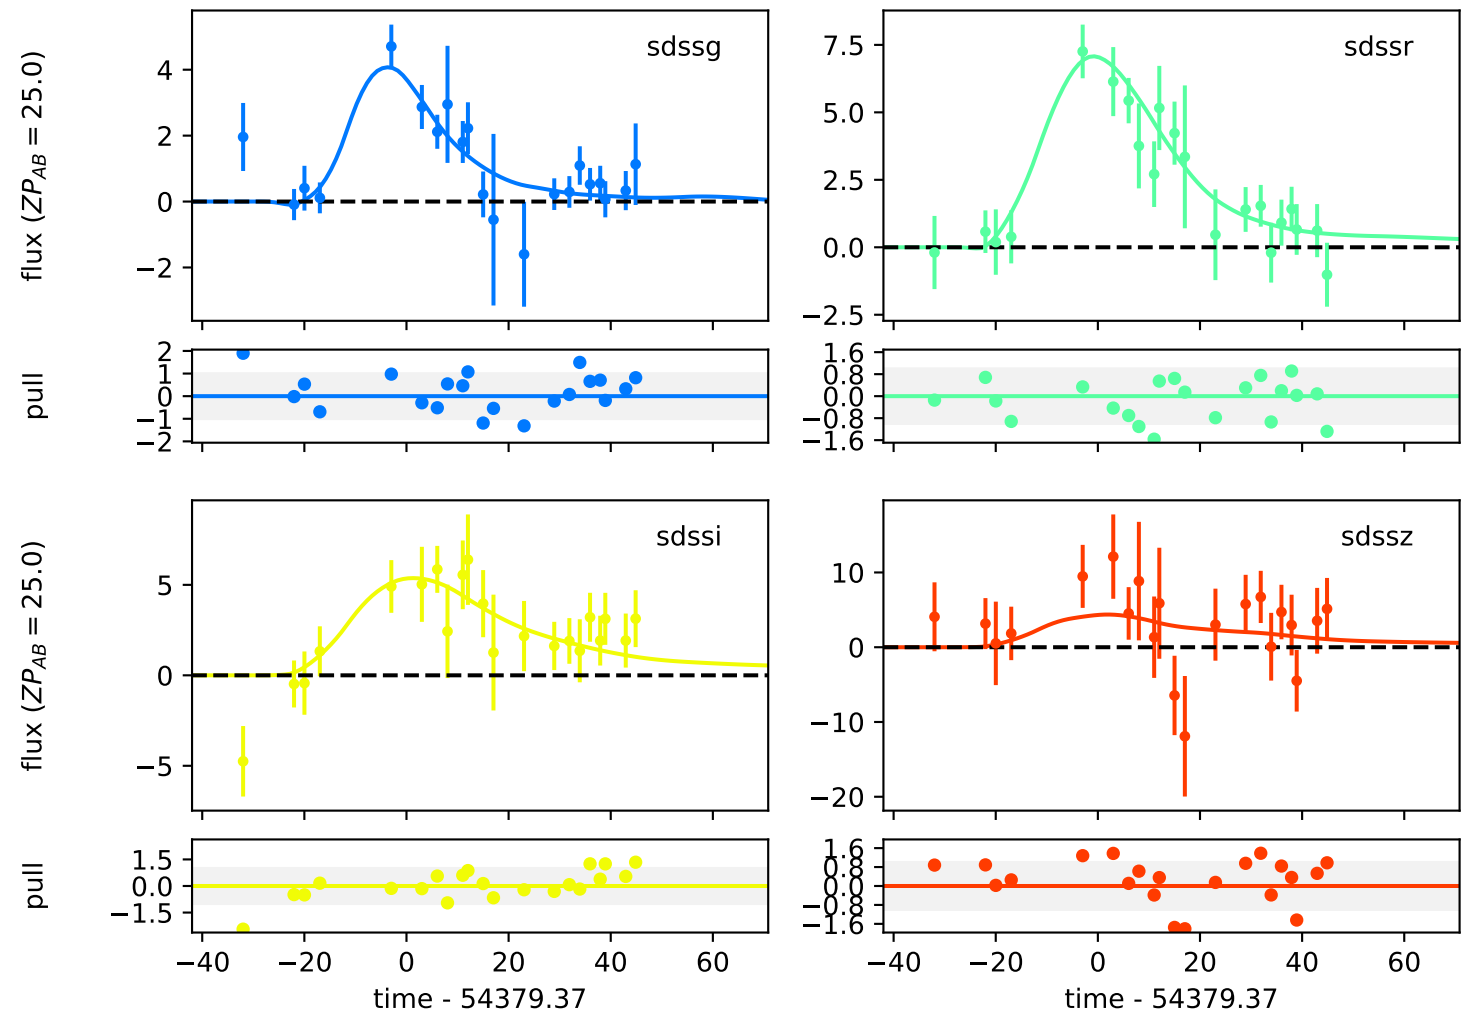 flux (ZP_AB = 25.0)
4
2
0
−2
sdssg
7.5
5.0
2.5
0.0
−2.5
sdssr
pull
2
1
0
−1
−2
1.6
0.8
0.0
−0.8
−1.6
flux (ZP_AB = 25.0)
5
0
−5
sdssi
10
0
−10
−20
sdssz
pull
1.5
0.0
−1.5
1.6
0.8
0.0
−0.8
−1.6
−40 −20 0 20 40 60
−40 −20 0 20 40 60
time - 54379.37
time - 54379.37